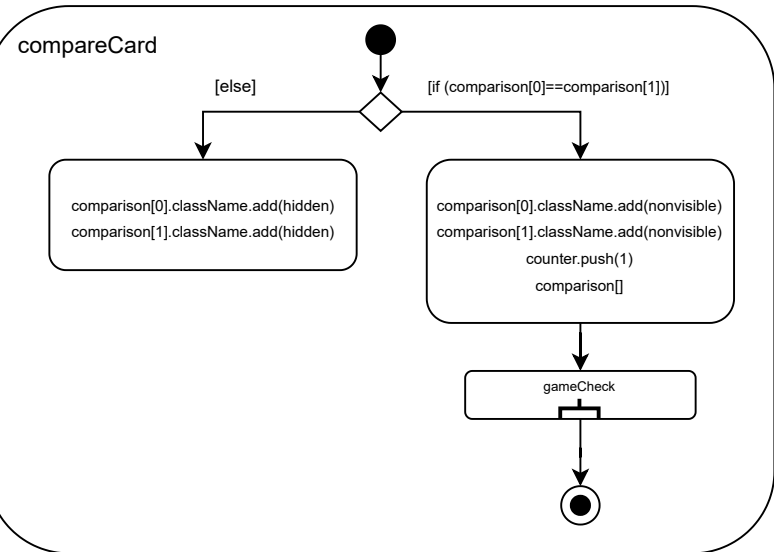 compareCard
[else]
[if (comparison[0]==comparison[1])]
comparison[0].className.add(hidden)
comparison[1].className.add(hidden)
comparison[0].className.add(nonvisible)
comparison[1].className.add(nonvisible)
counter.push(1)
comparison[]
gameCheck